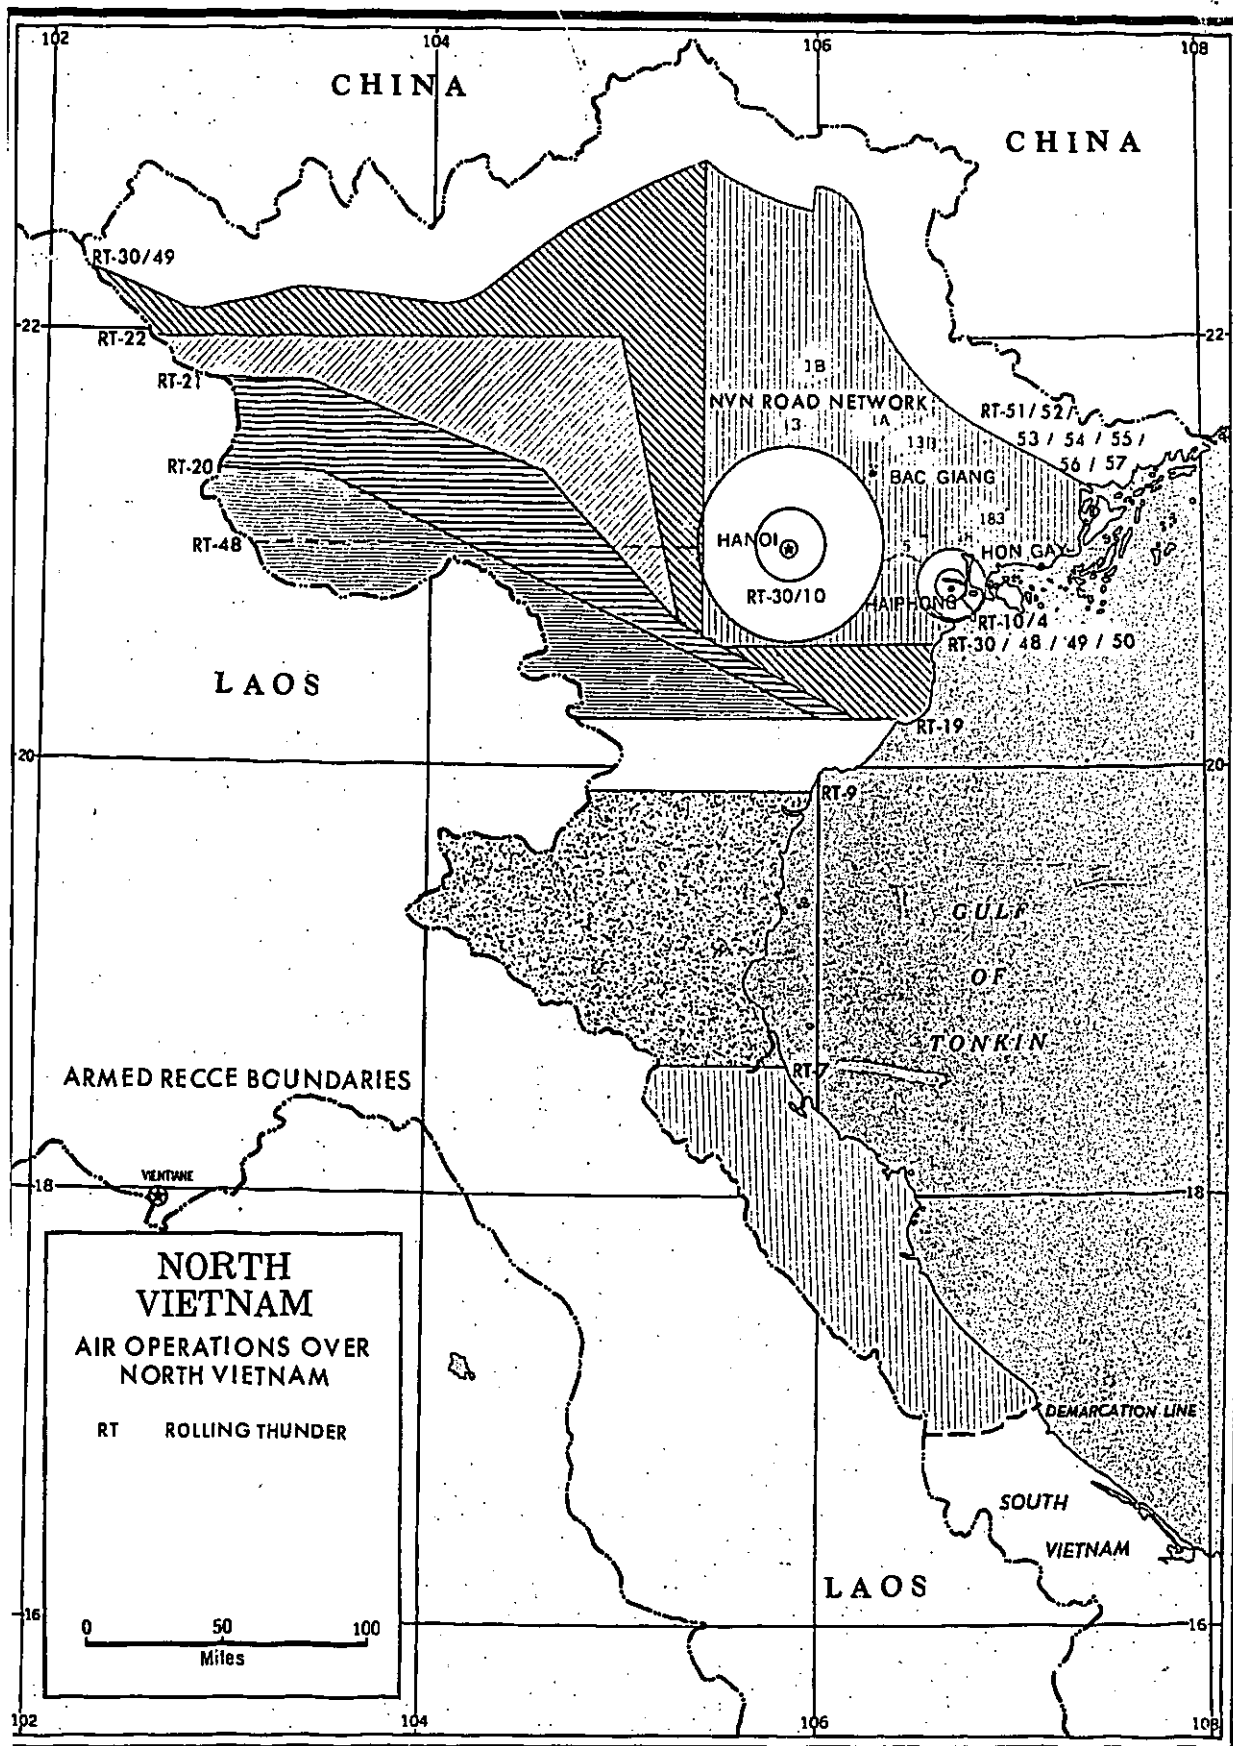 102
104
106
108
CHINA
CHINA
RT-30/49
22
22
RT-22
RT-21
1B
NVN ROAD NETWORK
RT-51/ 52/
3
1A
13B
53 / 54 / 55/
56 / 57
RT-20
BAC GIANG
183
RT-48
HANOI
5
HON GAY
RT-30/10
HAIPHONG
RT-10/4
RT-30 / 48 / 49 / 50
LAOS
RT-19
20
20
RT-9
GULF
OF
TONKIN
RT-7
ARMED RECCE BOUNDARIES
VIENTIANE
18
18
NORTH
VIETNAM
AIR OPERATIONS OVER
NORTH VIETNAM
RT ROLLING THUNDER
DEMARCATION LINE
SOUTH
VIETNAM
LAOS
16
16
0 50 100
Miles
102
104
106
108